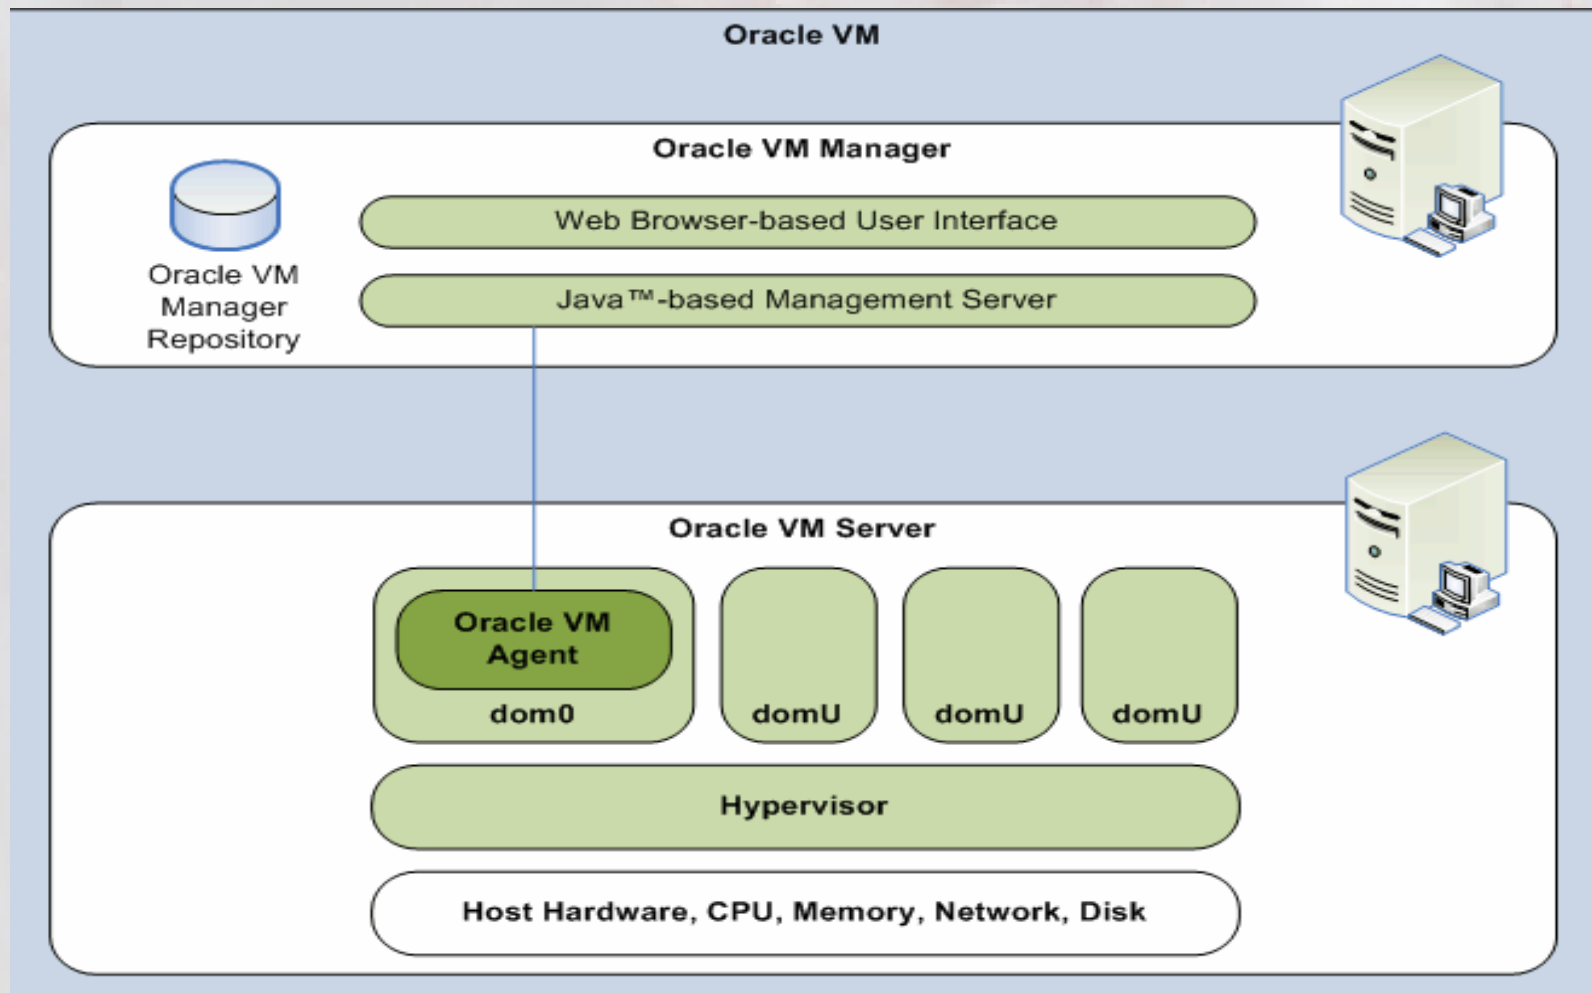 Oracle VM
Oracle VM Manager
Web Browser-based User Interface
Java™-based Management Server
Oracle VM
Manager
Repository
Oracle VM Server
Oracle VM
Agent
dom0
domU
domU
domU
Hypervisor
Host Hardware, CPU, Memory, Network, Disk